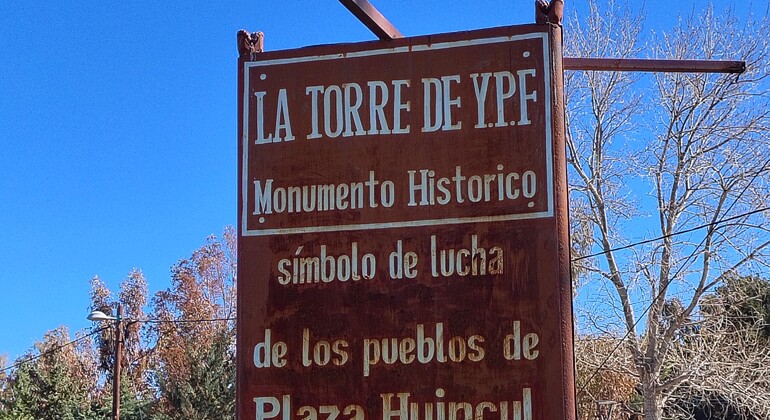 LA TORRE DE Y.P.F
Monumento Historico
símbolo de lucha
de los pueblos de
Plaza Huincul